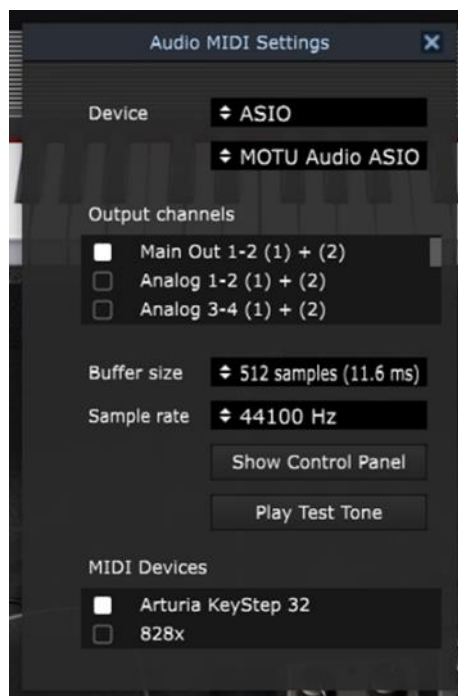 Audio MIDI Settings
Device
ASIO
MOTU Audio ASIO
Output channels
Main Out 1-2 (1) + (2)
Analog 1-2 (1) + (2)
Analog 3-4 (1) + (2)
Buffer size
512 samples (11.6 ms)
Sample rate
44100 Hz
Show Control Panel
Play Test Tone
MIDI Devices
Arturia KeyStep 32
828x